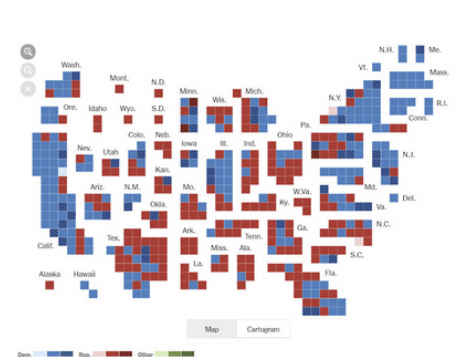 N.H. Me.
Wash. Vt. Mass.
Mont. N.D.
Minn. Wis. Mich. N.Y. R.I.
Ore. Idaho Wyo. S.D. Conn.
Pa.
Colo. Neb. Ohio
Nev. Utah Iowa Ill. Ind. N.J.
Kan.
Ariz. N.M. Mo. W.Va. Md. Del.
Okla. Ky. Va.
Calif. Tex. Ark. Tenn. Ga. N.C.
Miss. Ala. S.C.
La.
Alaska Hawaii Fla.
Map Cartogram
Dem. Rep. Other